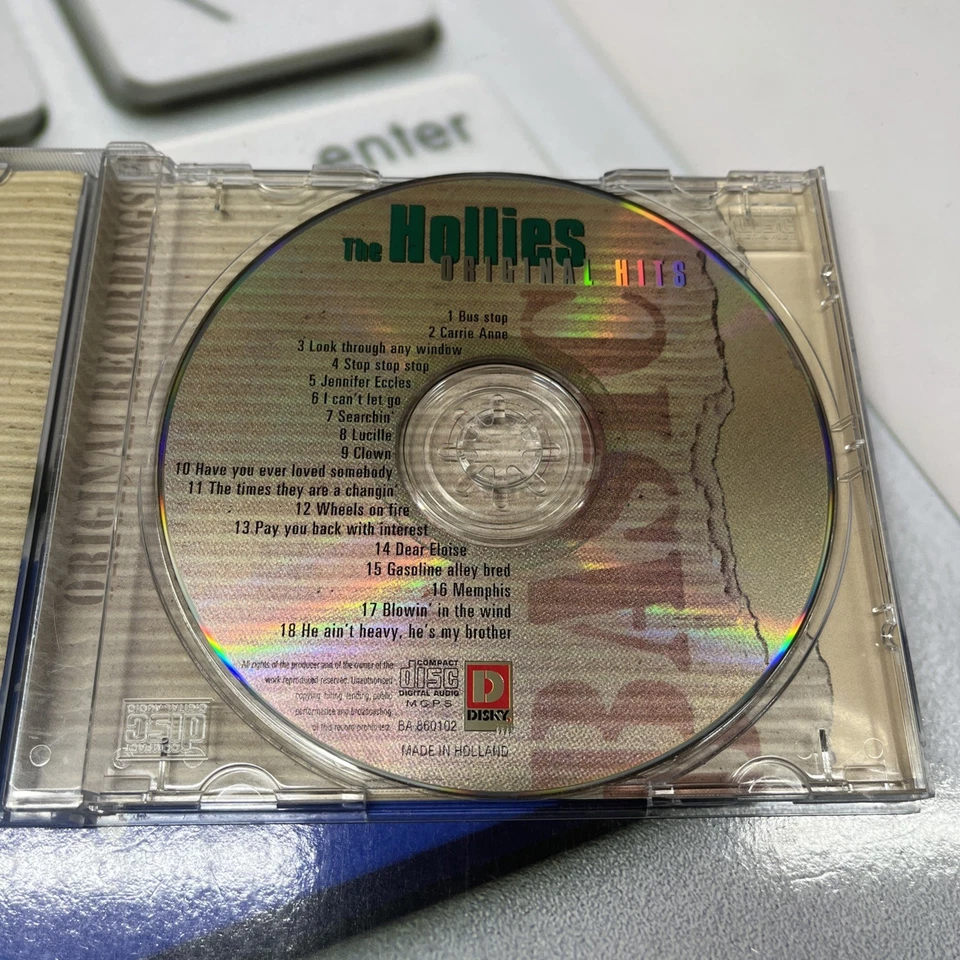 enter
ORIGINAL RECORDINGS
The Hollies
ORIGINAL HITS
BASIC
1 Bus stop
2 Carrie Anne
3 Look through any window
4 Stop stop stop
5 Jennifer Eccles
6 I can't let go
7 Searchin'
8 Lucille
9 Clown
10 Have you ever loved somebody
11 The times they are a changin'
12 Wheels on fire
13 Pay you back with interest
14 Dear Eloise
15 Gasoline alley bred
16 Memphis
17 Blowin' in the wind
18 He ain't heavy, he's my brother
All rights of the producer and of the owner of the
work reproduced reserved. Unauthorized
copying, hiring, lending, public
performance and broadcasting
of this record prohibited.
COMPACT
disc
DIGITAL AUDIO
MCPS
BA 860102
D
DISKY
MADE IN HOLLAND